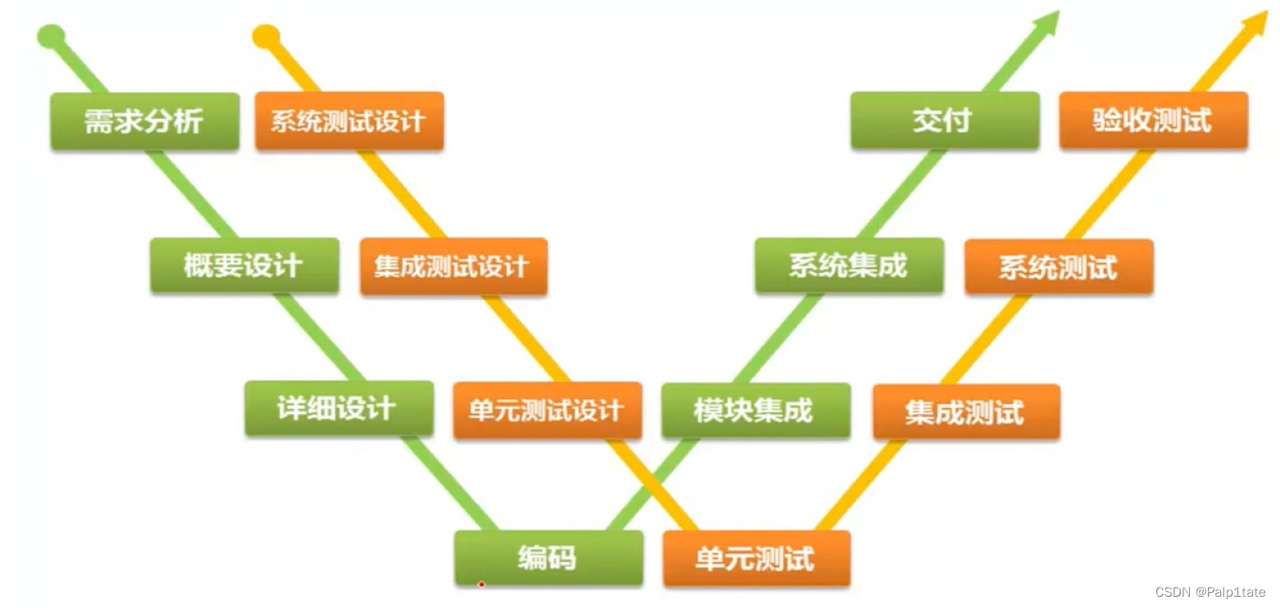 需求分析
系统测试设计
交付
验收测试
概要设计
集成测试设计
系统集成
系统测试
详细设计
单元测试设计
模块集成
集成测试
编码
单元测试
CSDN @Palp1tate